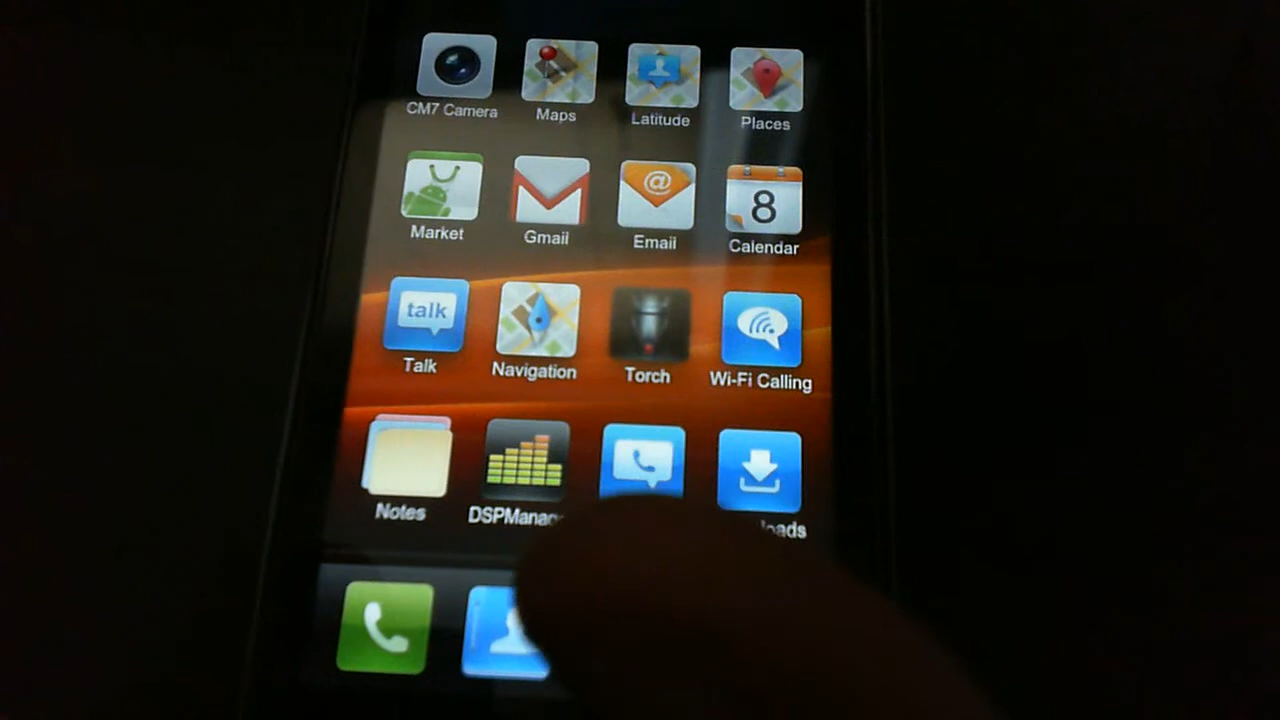 CM7 Camera Maps Latitude Places
Market Gmail @ Email 8 Calendar
talk
Talk Navigation Torch Wi-Fi Calling
Notes